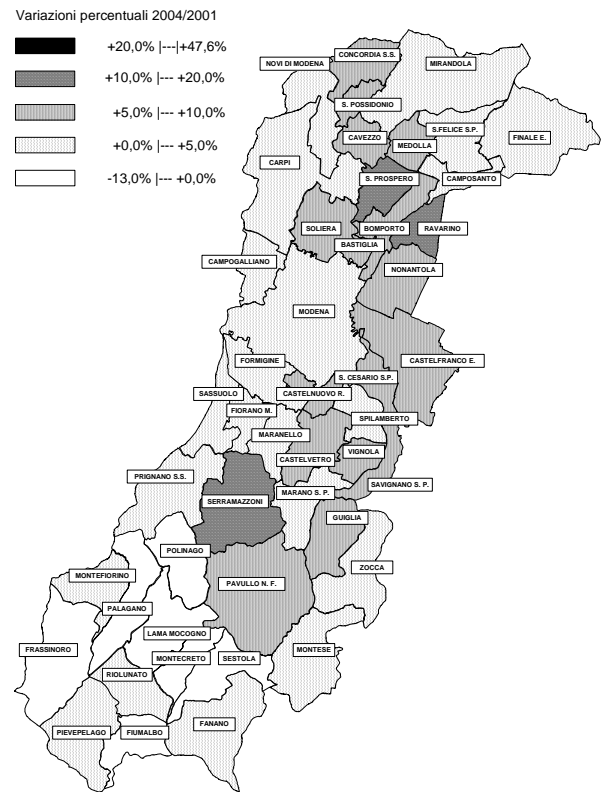 Variazioni percentuali 2004/2001
+20,0% |---|+47,6%
+10,0% |--- +20,0%
+5,0% |--- +10,0%
+0,0% |--- +5,0%
-13,0% |--- +0,0%
CONCORDIA S.S.
NOVI DI MODENA
MIRANDOLA
S. POSSIDONIO
S.FELICE S.P.
CAVEZZO
FINALE E.
MEDOLLA
CARPI
S. PROSPERO
CAMPOSANTO
SOLIERA
BOMPORTO
RAVARINO
BASTIGLIA
CAMPOGALLIANO
NONANTOLA
MODENA
FORMIGINE
CASTELFRANCO E.
S. CESARIO S.P.
SASSUOLO
CASTELNUOVO R.
FIORANO M.
SPILAMBERTO
MARANELLO
VIGNOLA
CASTELVETRO
PRIGNANO S.S.
SAVIGNANO S. P.
MARANO S. P.
SERRAMAZZONI
GUIGLIA
POLINAGO
ZOCCA
MONTEFIORINO
PAVULLO N. F.
PALAGANO
LAMA MOCOGNO
FRASSINORO
MONTECRETO
SESTOLA
MONTESE
RIOLUNATO
FANANO
PIEVEPELAGO
FIUMALBO